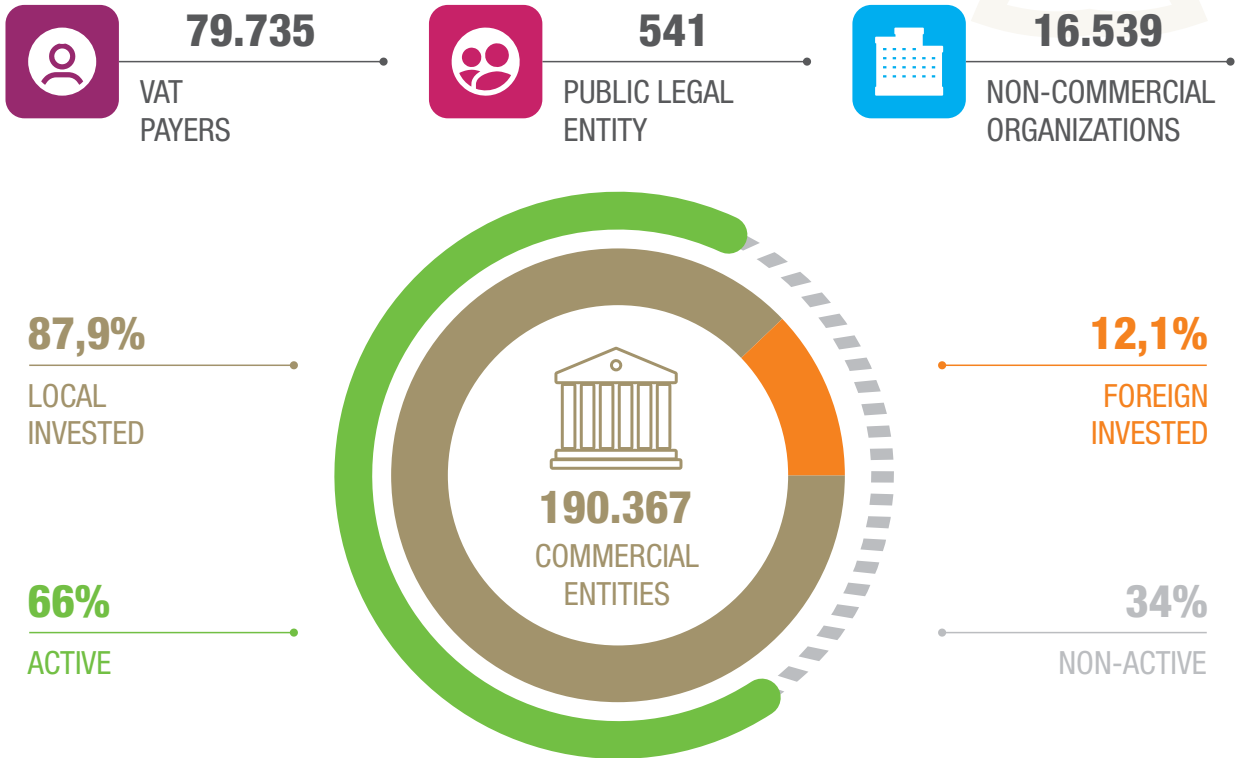 79.735
VAT
PAYERS
541
PUBLIC LEGAL
ENTITY
16.539
NON-COMMERCIAL
ORGANIZATIONS
87,9%
LOCAL
INVESTED
12,1%
FOREIGN
INVESTED
190.367
COMMERCIAL
ENTITIES
66%
ACTIVE
34%
NON-ACTIVE